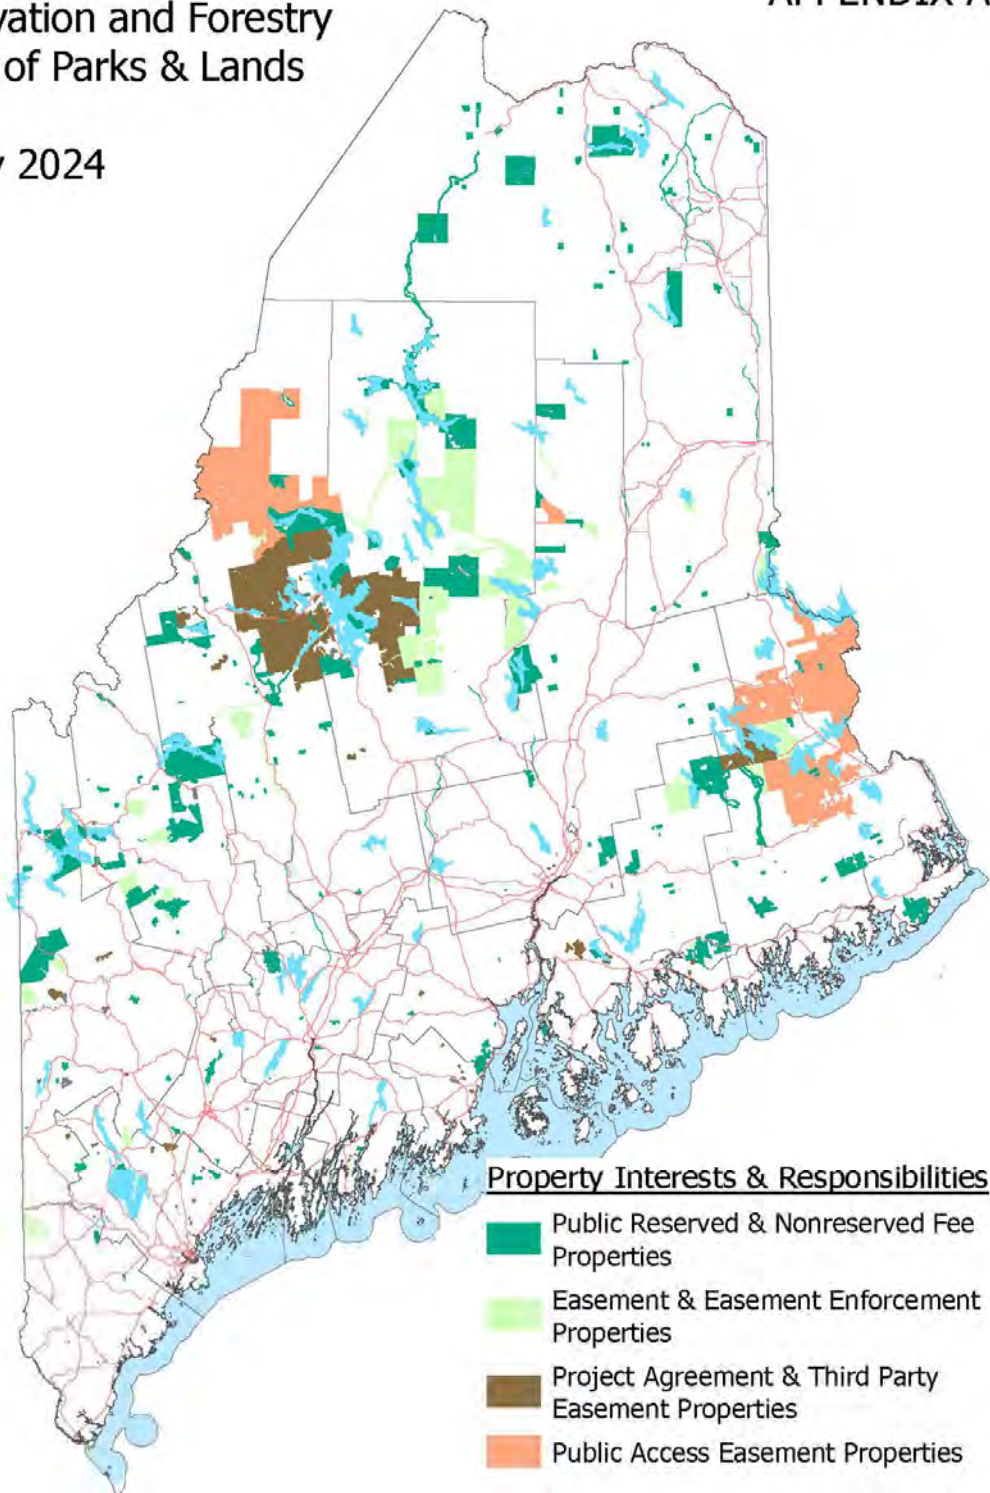 vation and Forestry
of Parks & Lands
2024
APPENDIX A
Property Interests & Responsibilities
Public Reserved & Nonreserved Fee
Properties
Easement & Easement Enforcement
Properties
Project Agreement & Third Party
Easement Properties
Public Access Easement Properties